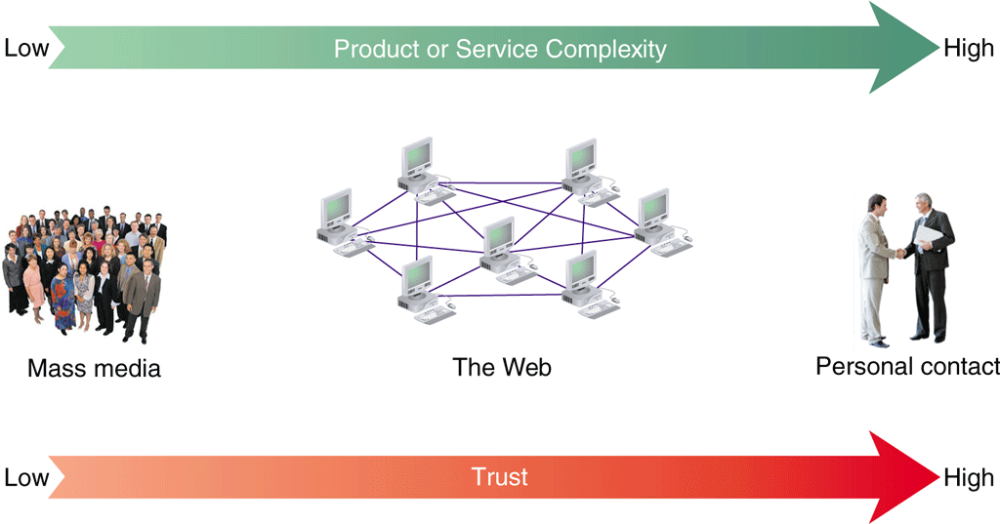 Product or Service Complexity
Low
High
Mass media
The Web
Personal contact
Low
Trust
High